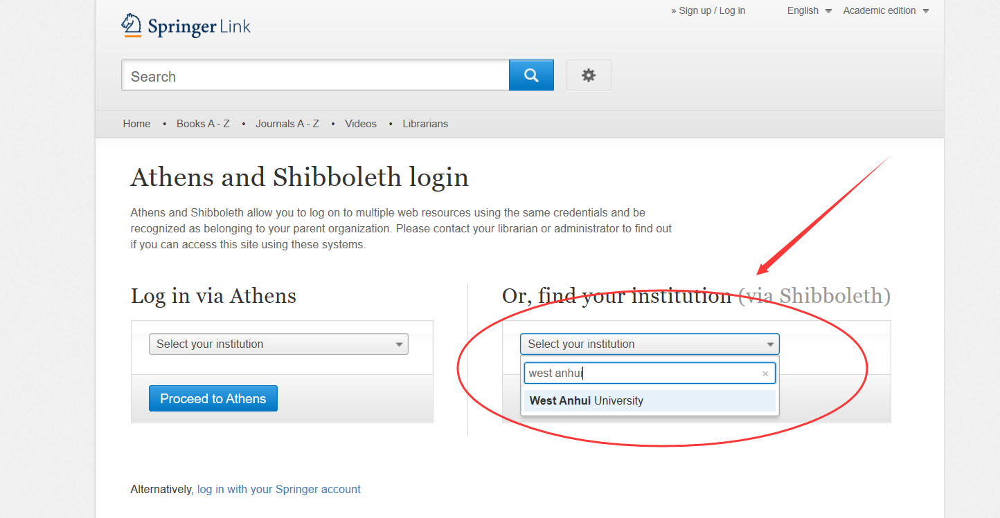 » Sign up / Log in English Academic edition
Springer Link
Search
Home • Books A - Z • Journals A - Z • Videos • Librarians
Athens and Shibboleth login
Athens and Shibboleth allow you to log on to multiple web resources using the same credentials and be
recognized as belonging to your parent organization. Please contact your librarian or administrator to find out
if you can access this site using these systems.
Log in via Athens
Select your institution
Proceed to Athens
Or, find your institution (via Shibboleth)
Select your institution
west anhui ×
West Anhui University
Alternatively, log in with your Springer account